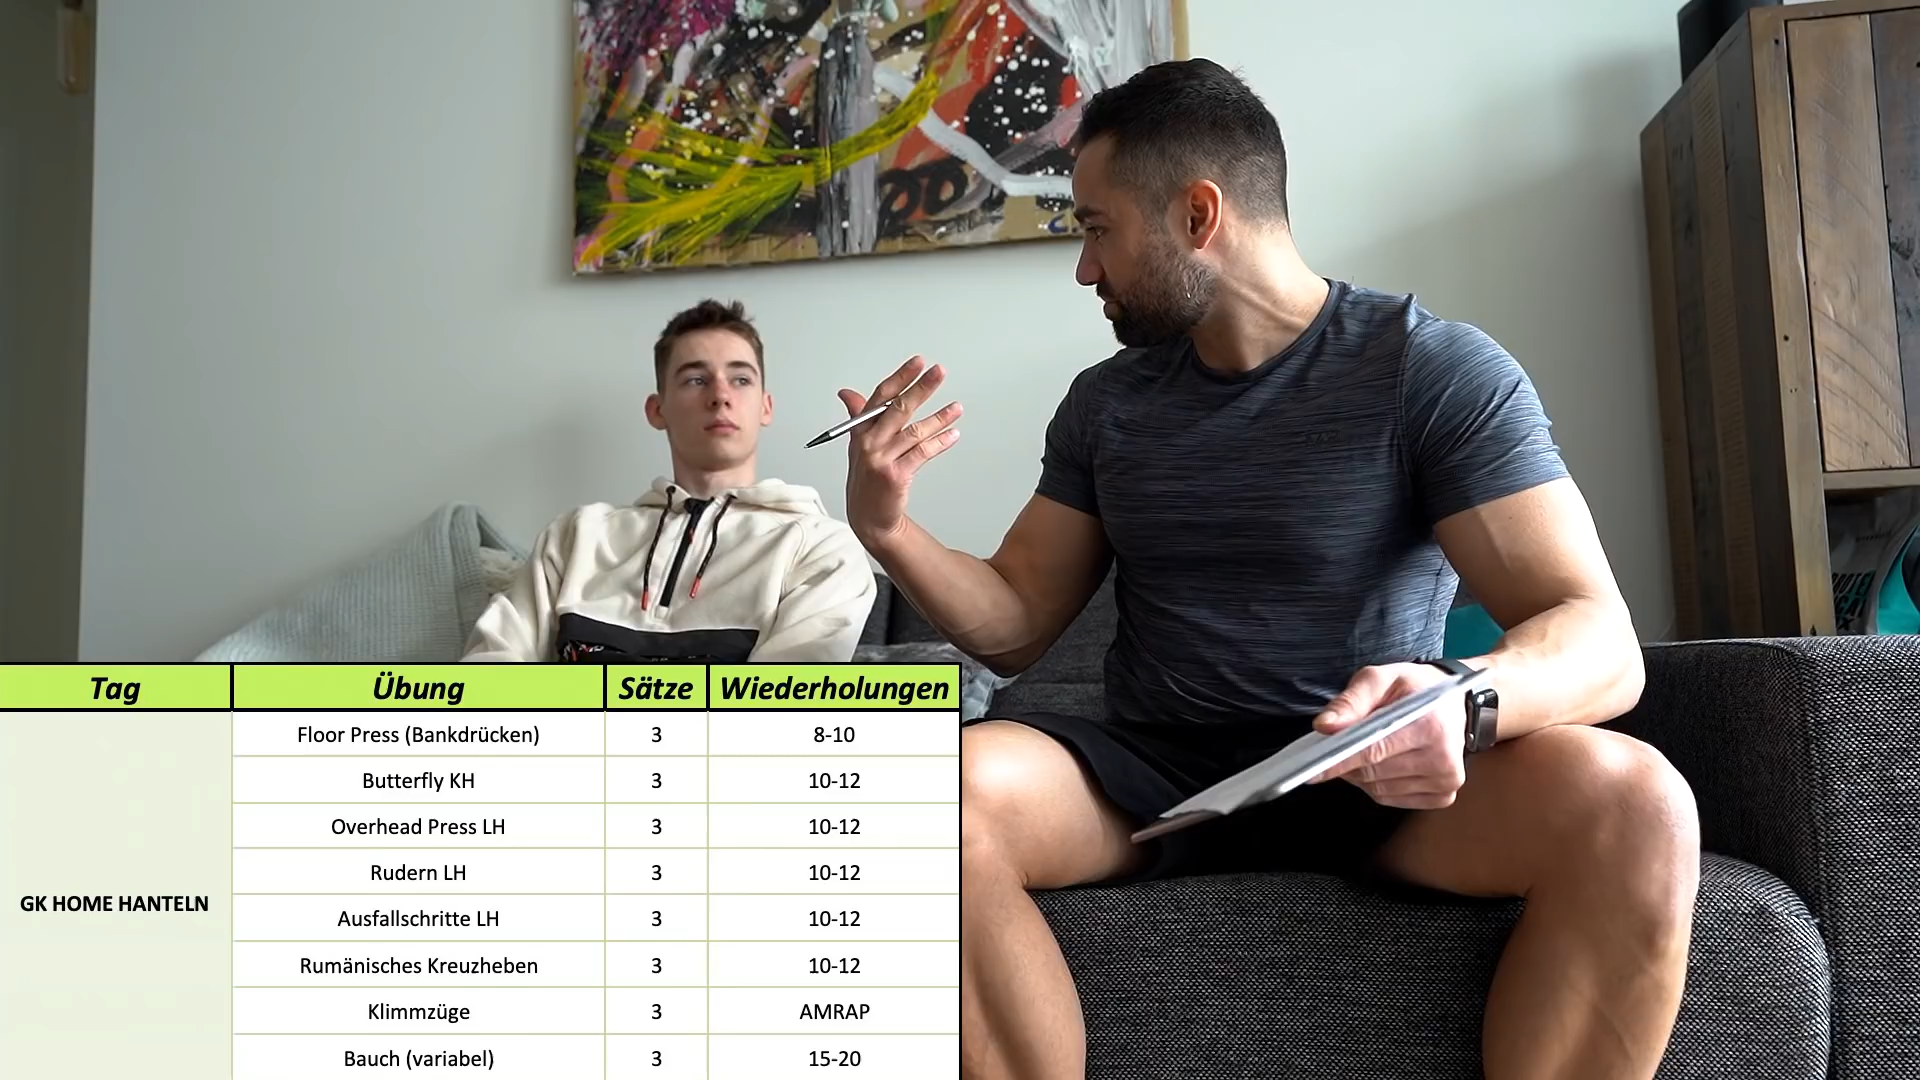 Tag Übung Sätze Wiederholungen
GK HOME HANTELN
Floor Press (Bankdrücken) 3 8-10
Butterfly KH 3 10-12
Overhead Press LH 3 10-12
Rudern LH 3 10-12
Ausfallschritte LH 3 10-12
Rumänisches Kreuzheben 3 10-12
Klimmzüge 3 AMRAP
Bauch (variabel) 3 15-20